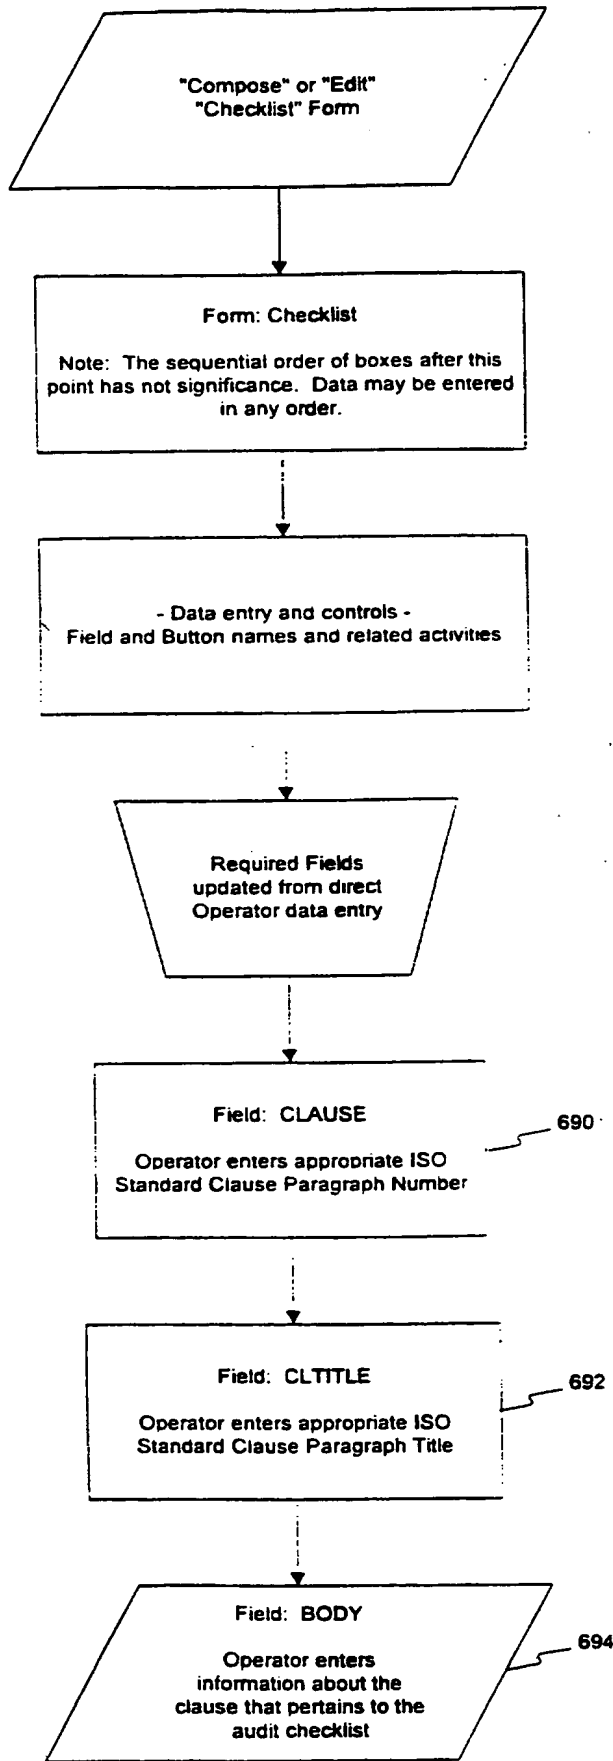 "Compose" or "Edit"
"Checklist" Form
Form: Checklist
Note: The sequential order of boxes after this
point has not significance. Data may be entered
in any order.
- Data entry and controls -
Field and Button names and related activities
Required Fields
updated from direct
Operator data entry
Field: CLAUSE
Operator enters appropriate ISO
Standard Clause Paragraph Number
690
Field: CLTITLE
Operator enters appropriate ISO
Standard Clause Paragraph Title
692
Field: BODY
Operator enters
information about the
clause that pertains to the
audit checklist
694